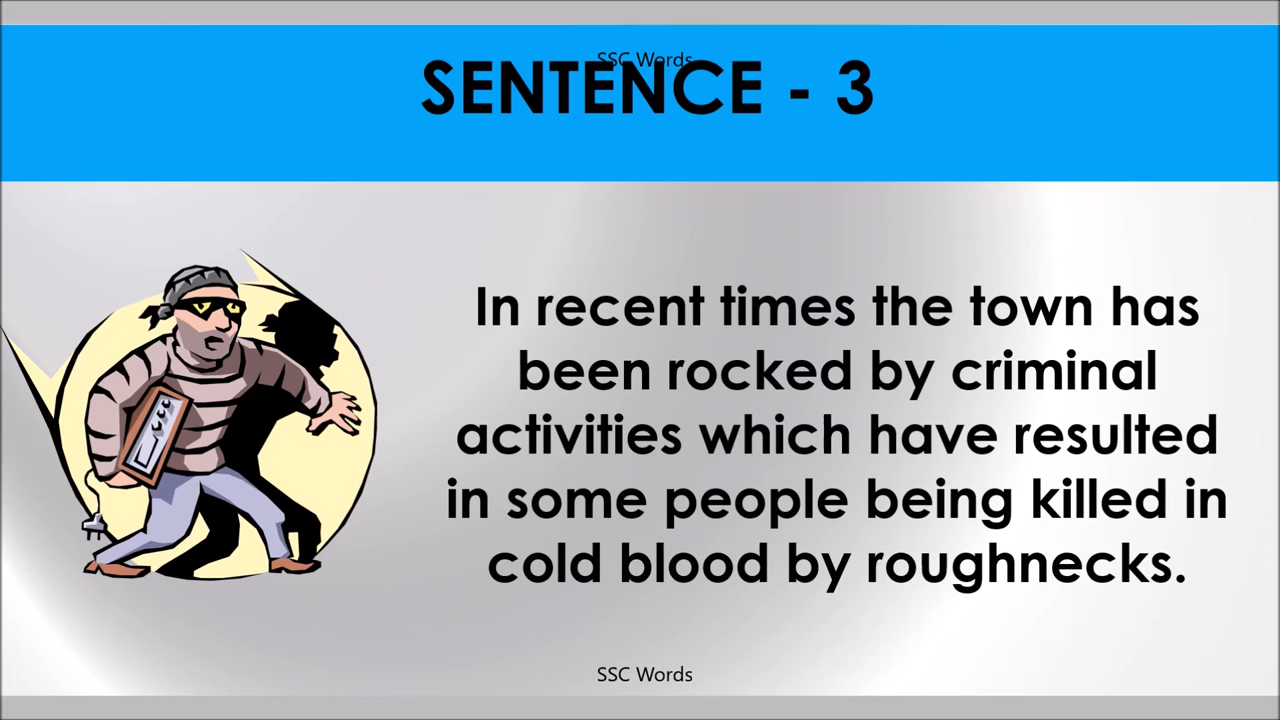 SSC Words
SENTENCE - 3
In recent times the town has
been rocked by criminal
activities which have resulted
in some people being killed in
cold blood by roughnecks.
SSC Words